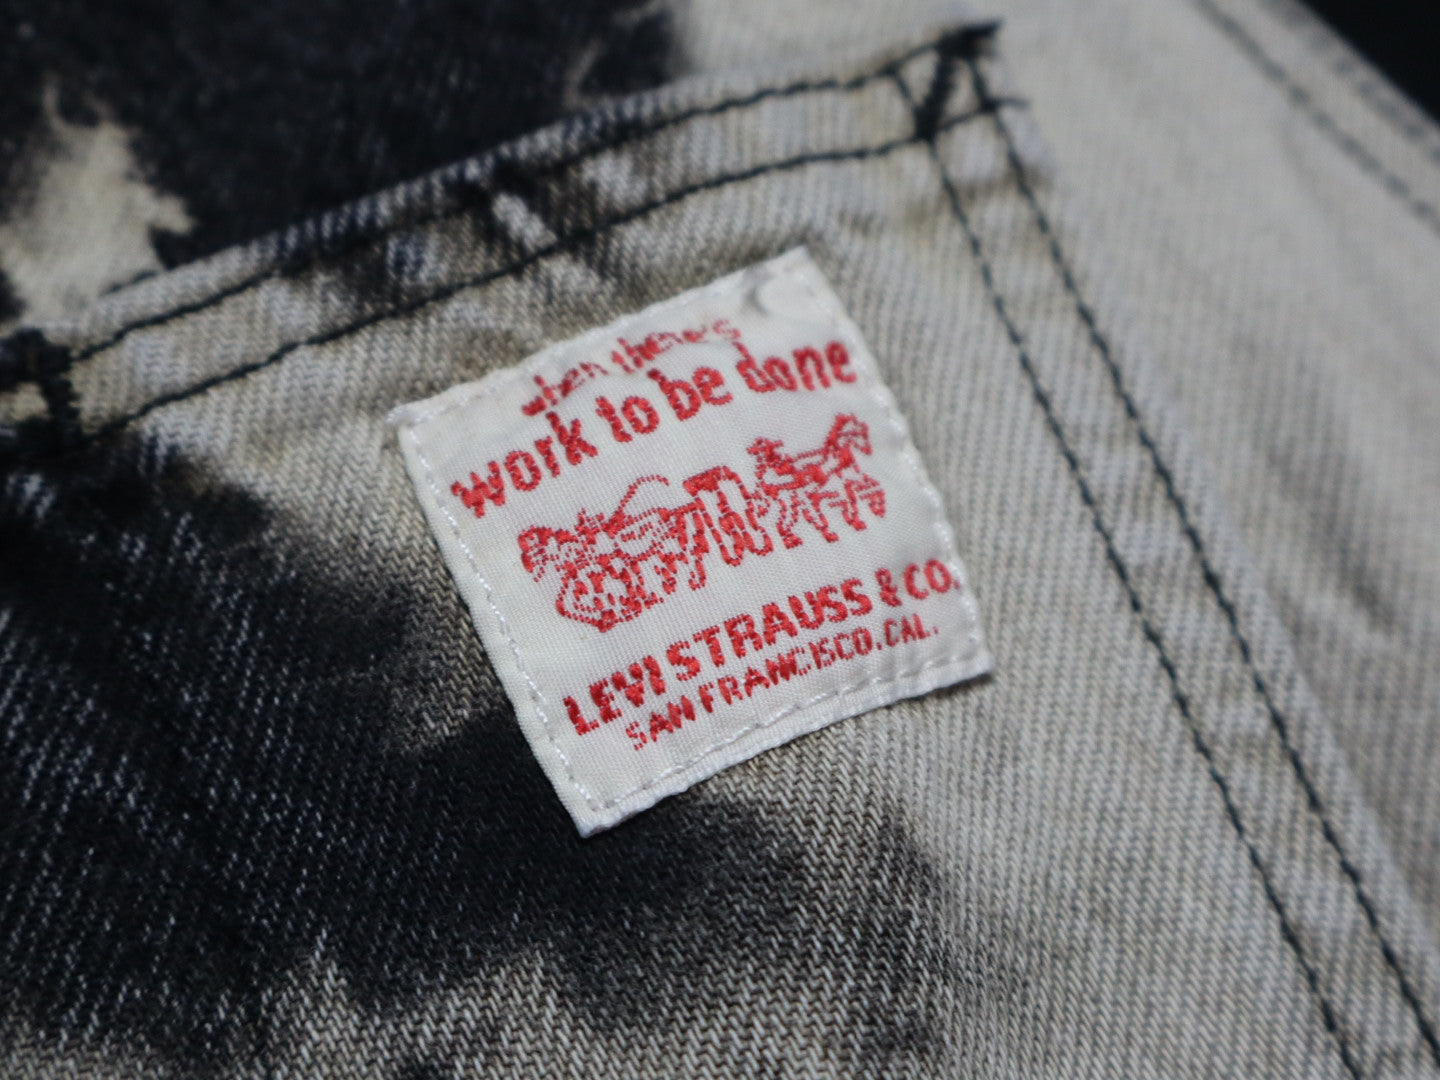 when there's
work to be done
LEVI STRAUSS & CO.
SAN FRANCISCO. CAL.